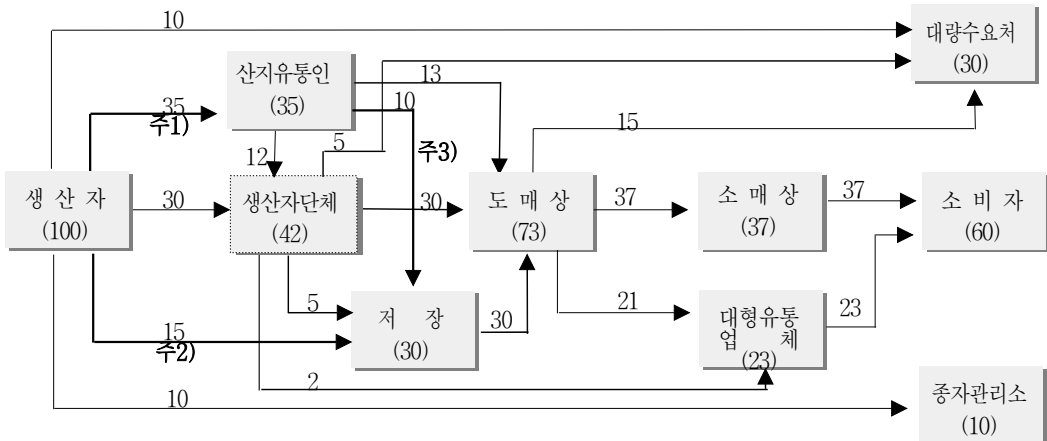 10
대량수요처
(30)
산지유통인
(35)
13
10
35
주1)
5
15
12
주3)
생 산 자
(100)
30
생산자단체
(42)
30
도 매 상
(73)
37
소 매 상
(37)
37
소 비 자
(60)
5
저 장
(30)
30
21
대형유통
업 체
(23)
23
15
주2)
2
10
종자관리소
(10)